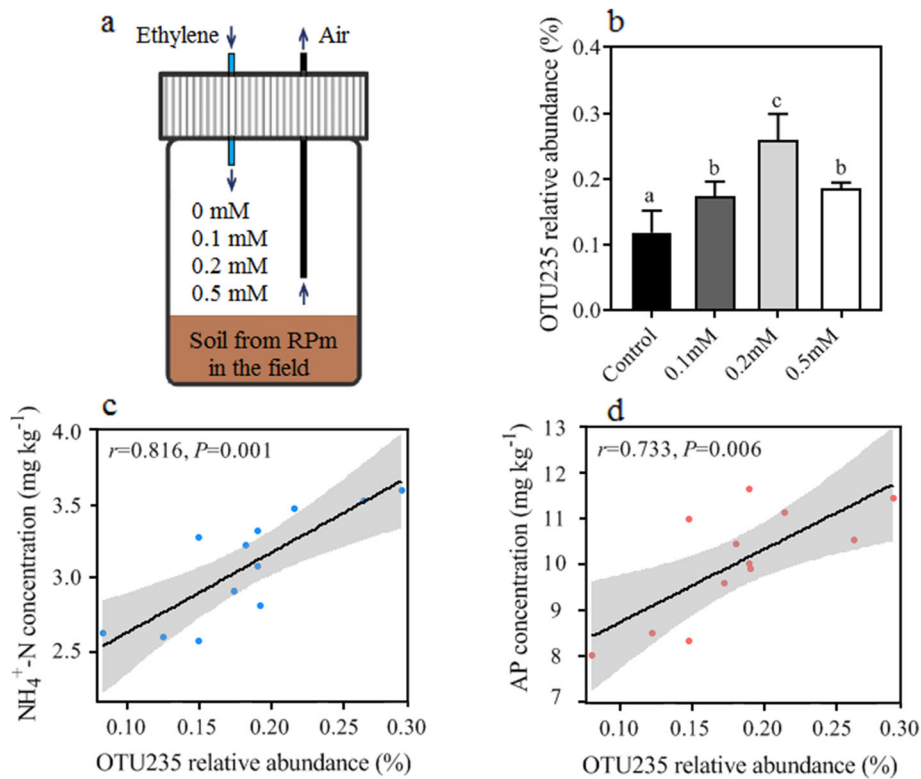 a
Ethylene
Air
0 mM
0.1 mM
0.2 mM
0.5 mM
Soil from RPm
in the field
b
OTU235 relative abundance (%)
0.4
0.3
0.2
0.1
0.0
a
b
c
b
Control
0.1mM
0.2mM
0.5mM
c
r=0.816, P=0.001
NH₄⁺-N concentration (mg kg⁻¹)
4.0
3.5
3.0
2.5
0.10
0.15
0.20
0.25
0.30
OTU235 relative abundance (%)
d
r=0.733, P=0.006
AP concentration (mg kg⁻¹)
13
12
11
10
9
8
7
0.10
0.15
0.20
0.25
0.30
OTU235 relative abundance (%)